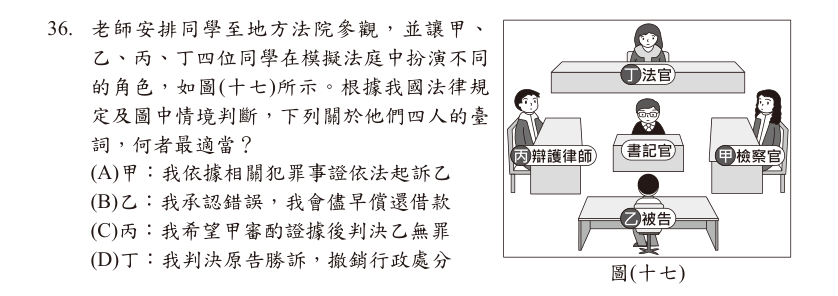 36. 老師安排同學至地方法院參觀，並讓甲、
乙、丙、丁四位同學在模擬法庭中扮演不同
的角色，如圖(十七)所示。根據我國法律規
定及圖中情境判斷，下列關於他們四人的臺
詞，何者最適當？
(A)甲：我依據相關犯罪事證依法起訴乙
(B)乙：我承認錯誤，我會儘早償還借款
(C)丙：我希望甲審酌證據後判決乙無罪
(D)丁：我判決原告勝訴，撤銷行政處分
丁法官
丙辯護律師
書記官
甲檢察官
乙被告
圖(十七)